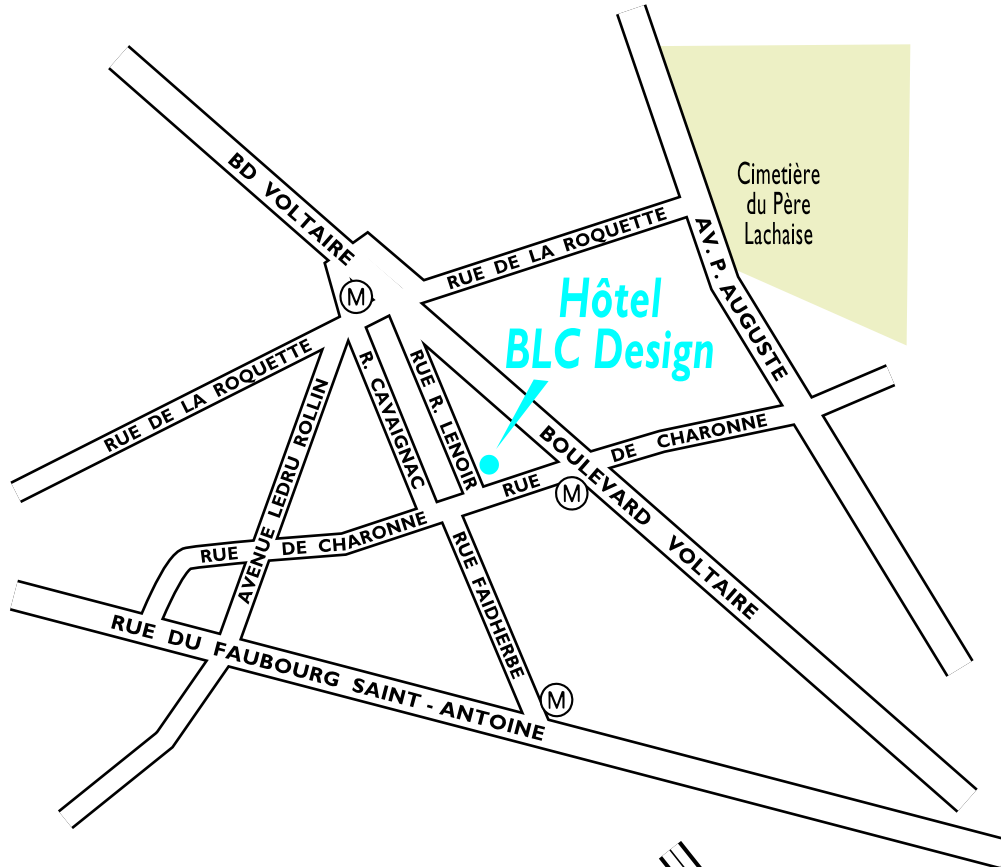 BD VOLTAIRE
Cimetière
du Père
Lachaise
RUE DE LA ROQUETTE
AV. P. AUGUSTE
M
Hôtel
BLC Design
RUE DE LA ROQUETTE
R. CAVAIGNAC
RUE R. LENOIR
AVENUE LEDRU ROLLIN
BOULEVARD VOLTAIRE
RUE DE CHARONNE
M
RUE DE CHARONNE
RUE FAIDHERBE
RUE DU FAUBOURG SAINT - ANTOINE
M